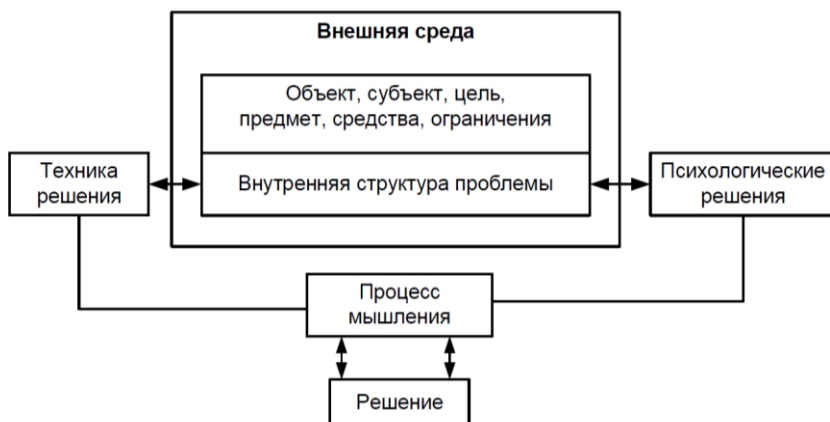 Внешняя среда
Объект, субъект, цель,
предмет, средства, ограничения
Техника
решения
Внутренняя структура проблемы
Психологические
решения
Процесс
мышления
Решение